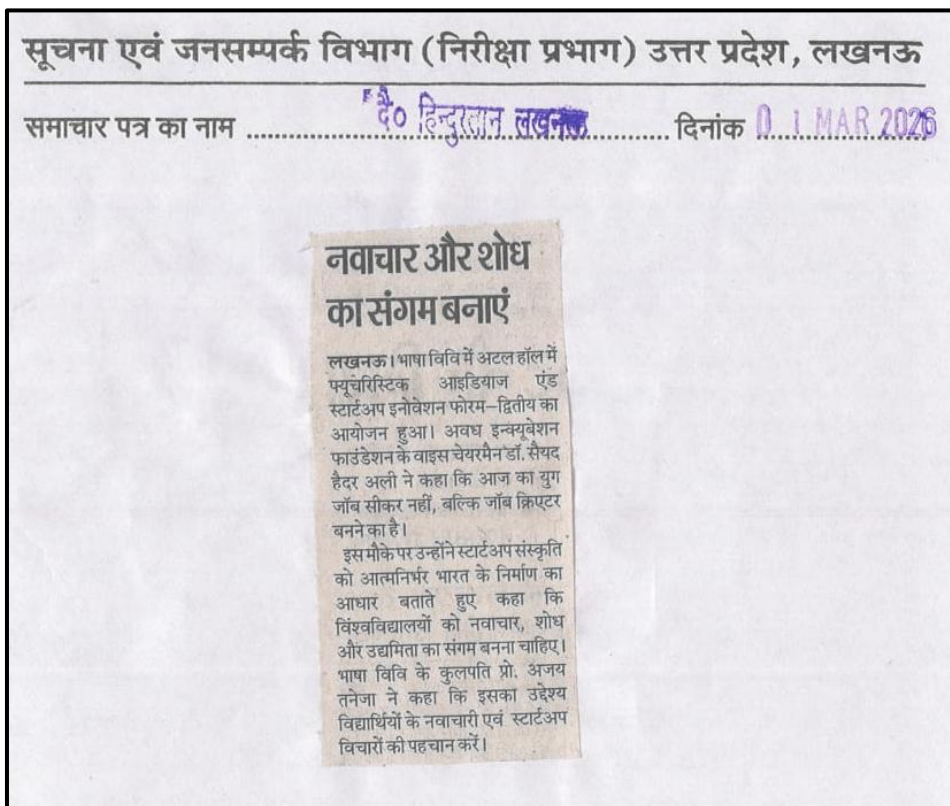 सूचना एवं जनसम्पर्क विभाग (निरीक्षा प्रभाग) उत्तर प्रदेश, लखनऊ
समाचार पत्र का नाम .......... दै० हिन्दुस्तान लखनऊ .......... दिनांक 0 1 MAR 2026
नवाचार और शोध
का संगम बनाएं
लखनऊ। भाषा विवि में अटल हॉल में
फ्यूचरिस्टिक आइडियाज एंड
स्टार्टअप इनोवेशन फोरम–द्वितीय का
आयोजन हुआ। अवध इन्क्यूबेशन
फाउंडेशन के वाइस चेयरमैन डॉ. सैयद
हैदर अली ने कहा कि आज का युग
जॉब सीकर नहीं, बल्कि जॉब क्रिएटर
बनने का है।
इस मौके पर उन्होंने स्टार्टअप संस्कृति
को आत्मनिर्भर भारत के निर्माण का
आधार बताते हुए कहा कि
विश्वविद्यालयों को नवाचार, शोध
और उद्यमिता का संगम बनना चाहिए।
भाषा विवि के कुलपति प्रो. अजय
तनेजा ने कहा कि इसका उद्देश्य
विद्यार्थियों के नवाचारी एवं स्टार्टअप
विचारों की पहचान करें।